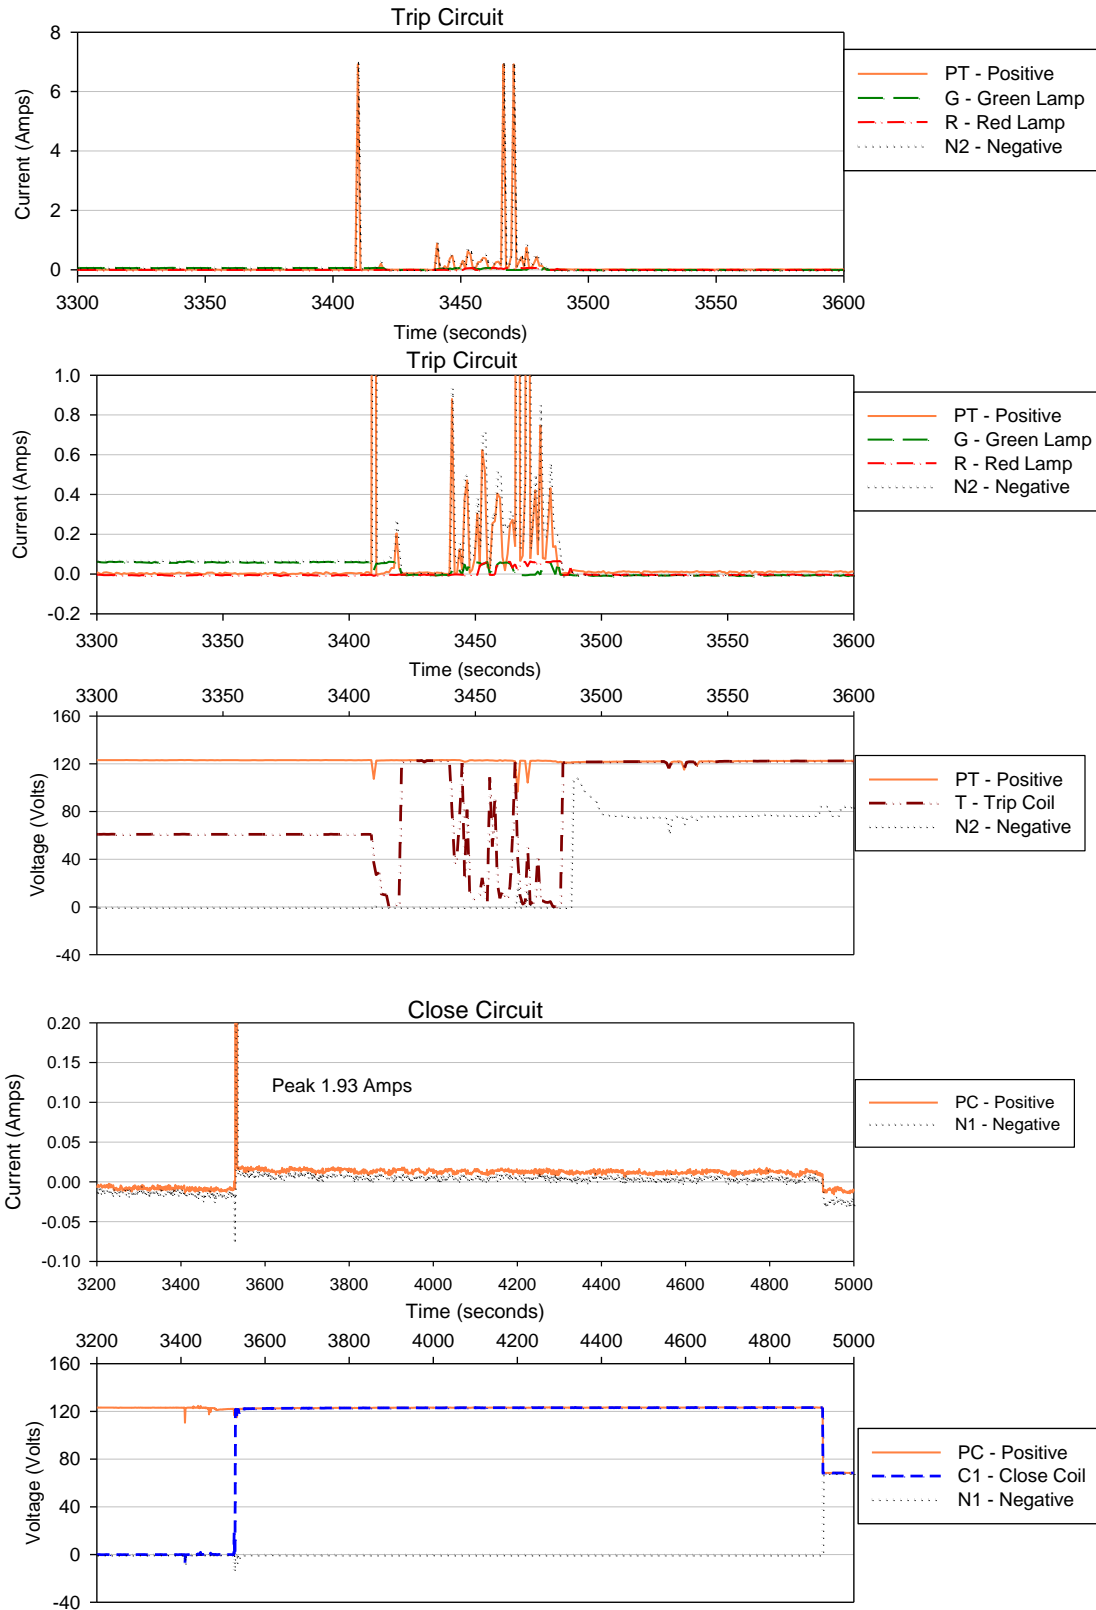 Trip Circuit
8
6
4
2
0
Current (Amps)
3300 3350 3400 3450 3500 3550 3600
Time (seconds)
PT - Positive
G - Green Lamp
R - Red Lamp
N2 - Negative
Trip Circuit
1.0
0.8
0.6
0.4
0.2
0.0
-0.2
Current (Amps)
3300 3350 3400 3450 3500 3550 3600
Time (seconds)
PT - Positive
G - Green Lamp
R - Red Lamp
N2 - Negative
3300 3350 3400 3450 3500 3550 3600
160
120
80
40
0
-40
Voltage (Volts)
PT - Positive
T - Trip Coil
N2 - Negative
Close Circuit
0.20
0.15
0.10
0.05
0.00
-0.05
-0.10
Current (Amps)
Peak 1.93 Amps
3200 3400 3600 3800 4000 4200 4400 4600 4800 5000
Time (seconds)
PC - Positive
N1 - Negative
3200 3400 3600 3800 4000 4200 4400 4600 4800 5000
160
120
80
40
0
-40
Voltage (Volts)
PC - Positive
C1 - Close Coil
N1 - Negative